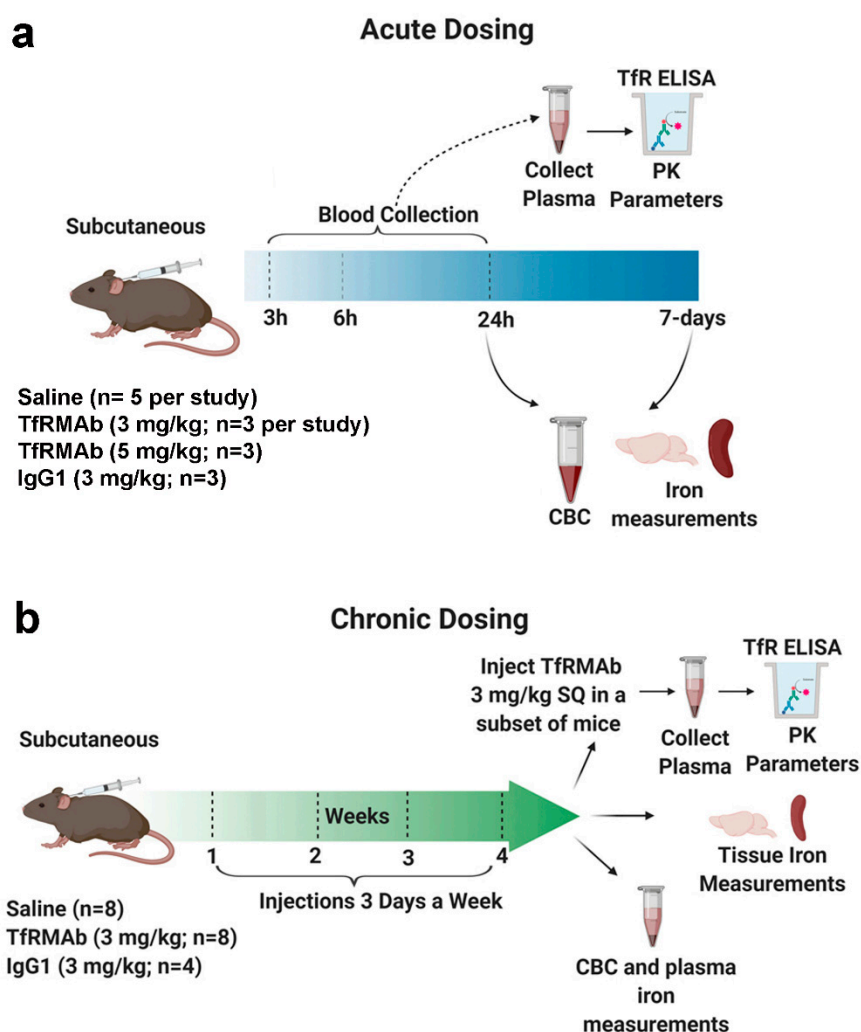 a
Acute Dosing
TfR ELISA
Collect
Plasma
PK
Parameters
Blood Collection
Subcutaneous
3h
6h
24h
7-days
Saline (n= 5 per study)
TfRMAb (3 mg/kg; n=3 per study)
TfRMAb (5 mg/kg; n=3)
IgG1 (3 mg/kg; n=3)
CBC
Iron
measurements
b
Chronic Dosing
Inject TfRMAb
3 mg/kg SQ in a
subset of mice
TfR ELISA
Collect
Plasma
PK
Parameters
Subcutaneous
Weeks
1
2
3
4
Injections 3 Days a Week
Tissue Iron
Measurements
Saline (n=8)
TfRMAb (3 mg/kg; n=8)
IgG1 (3 mg/kg; n=4)
CBC and plasma
iron
measurements